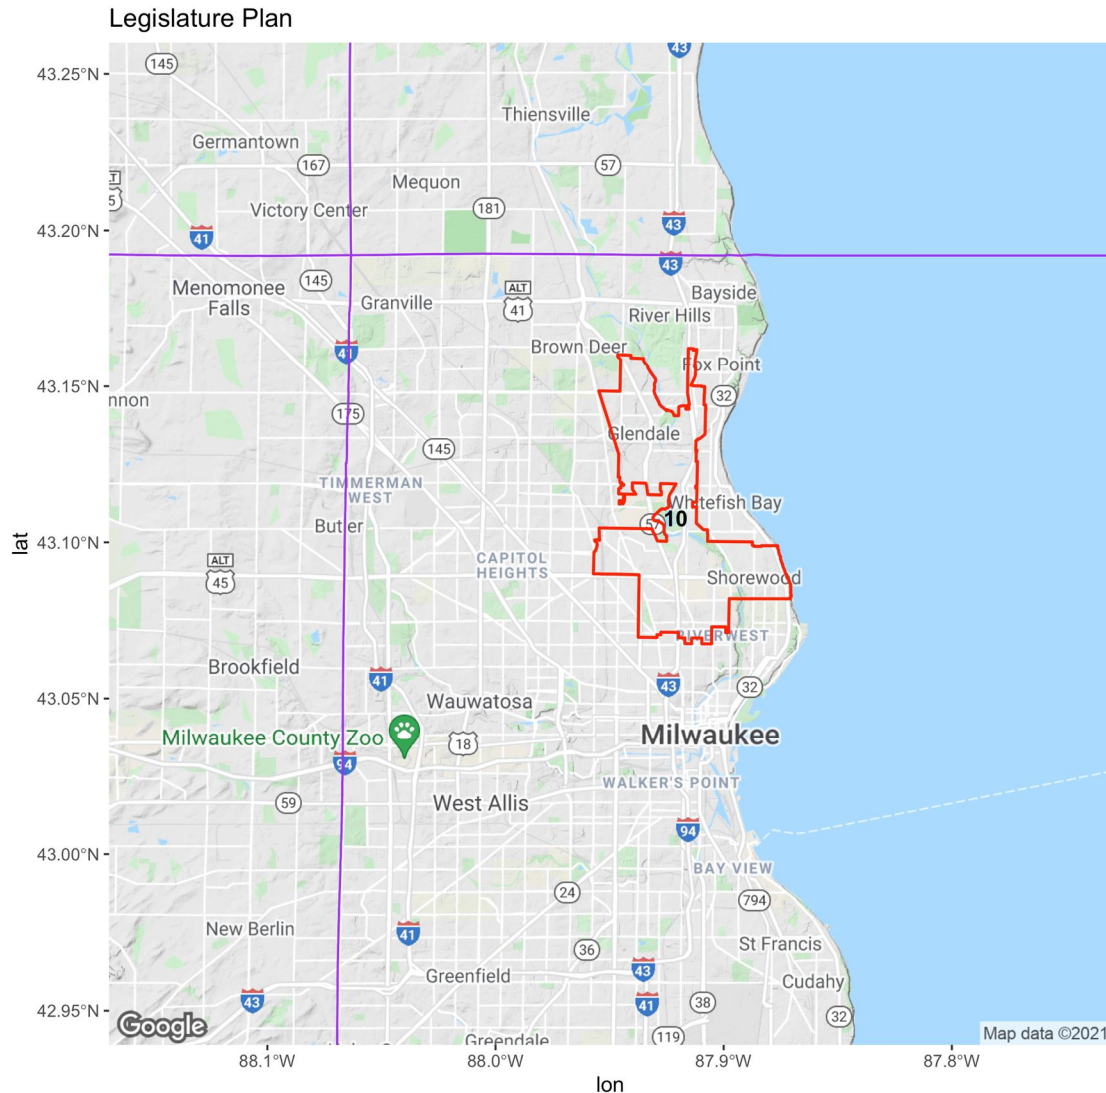 Legislature Plan
43
43.25°N
145
Thiensville
Germantown
167
57
Mequon
181
Victory Center
43.20°N
41
43
43
Menomonee
Falls
145
Granville
ALT
41
Bayside
River Hills
41
Brown Deer
Fox Point
43.15°N
32
nnon
175
Glendale
145
TIMMERMAN
WEST
Whitefish Bay
10
57
Butler
43.10°N
CAPITOL
HEIGHTS
ALT
45
Shorewood
lat
RIVERWEST
Brookfield
41
43
32
43.05°N
Wauwatosa
Milwaukee County Zoo
18
Milwaukee
94
WALKER'S POINT
59
West Allis
94
43.00°N
BAY VIEW
24
794
New Berlin
41
36
St Francis
Greenfield
43
Cudahy
43
41
38
32
42.95°N
Google
Greendale
119
Map data ©2021
88.1°W
88.0°W
87.9°W
87.8°W
lon